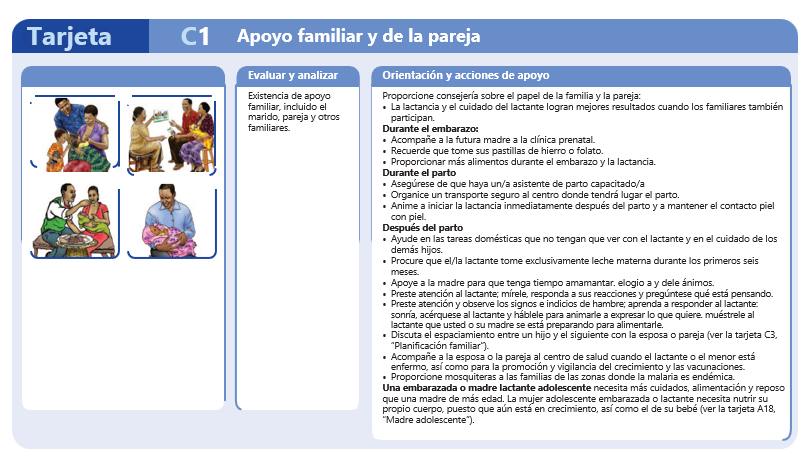 Tarjeta C1 Apoyo familiar y de la pareja
Evaluar y analizar
Existencia de apoyo
familiar, incluido el
marido, pareja y otros
familiares.
Orientación y acciones de apoyo
Proporcione consejería sobre el papel de la familia y la pareja:
• La lactancia y el cuidado del lactante logran mejores resultados cuando los familiares también
participan.
Durante el embarazo:
• Acompañe a la futura madre a la clínica prenatal.
• Recuerde que tome sus pastillas de hierro o folato.
• Proporcionar más alimentos durante el embarazo y la lactancia.
Durante el parto
• Asegúrese de que haya un/a asistente de parto capacitado/a
• Organice un transporte seguro al centro donde tendrá lugar el parto.
• Anime a iniciar la lactancia inmediatamente después del parto y a mantener el contacto piel
con piel.
Después del parto
• Ayude en las tareas domésticas que no tengan que ver con el lactante y en el cuidado de los
demás hijos.
• Procure que el/la lactante tome exclusivamente leche materna durante los primeros seis
meses.
• Apoye a la madre para que tenga tiempo amamantar. elogio a y dele ánimos.
• Preste atención al lactante; mírele, responda a sus reacciones y pregúntese qué está pensando.
• Preste atención y observe los signos e indicios de hambre; aprenda a responder al lactante:
sonría, acérquese al lactante y háblele para animarle a expresar lo que quiere. muéstrele al
lactante que usted o su madre se está preparando para alimentarle.
• Discuta el espaciamiento entre un hijo y el siguiente con la esposa o pareja (ver la tarjeta C3,
“Planificación familiar”).
• Acompañe a la esposa o la pareja al centro de salud cuando el lactante o el menor está
enfermo, así como para la promoción y vigilancia del crecimiento y las vacunaciones.
• Proporcione mosquiteras a las familias de las zonas donde la malaria es endémica.
Una embarazada o madre lactante adolescente necesita más cuidados, alimentación y reposo
que una madre de más edad. La mujer adolescente embarazada o lactante necesita nutrir su
propio cuerpo, puesto que aún está en crecimiento, así como el de su bebé (ver la tarjeta A18,
“Madre adolescente”).